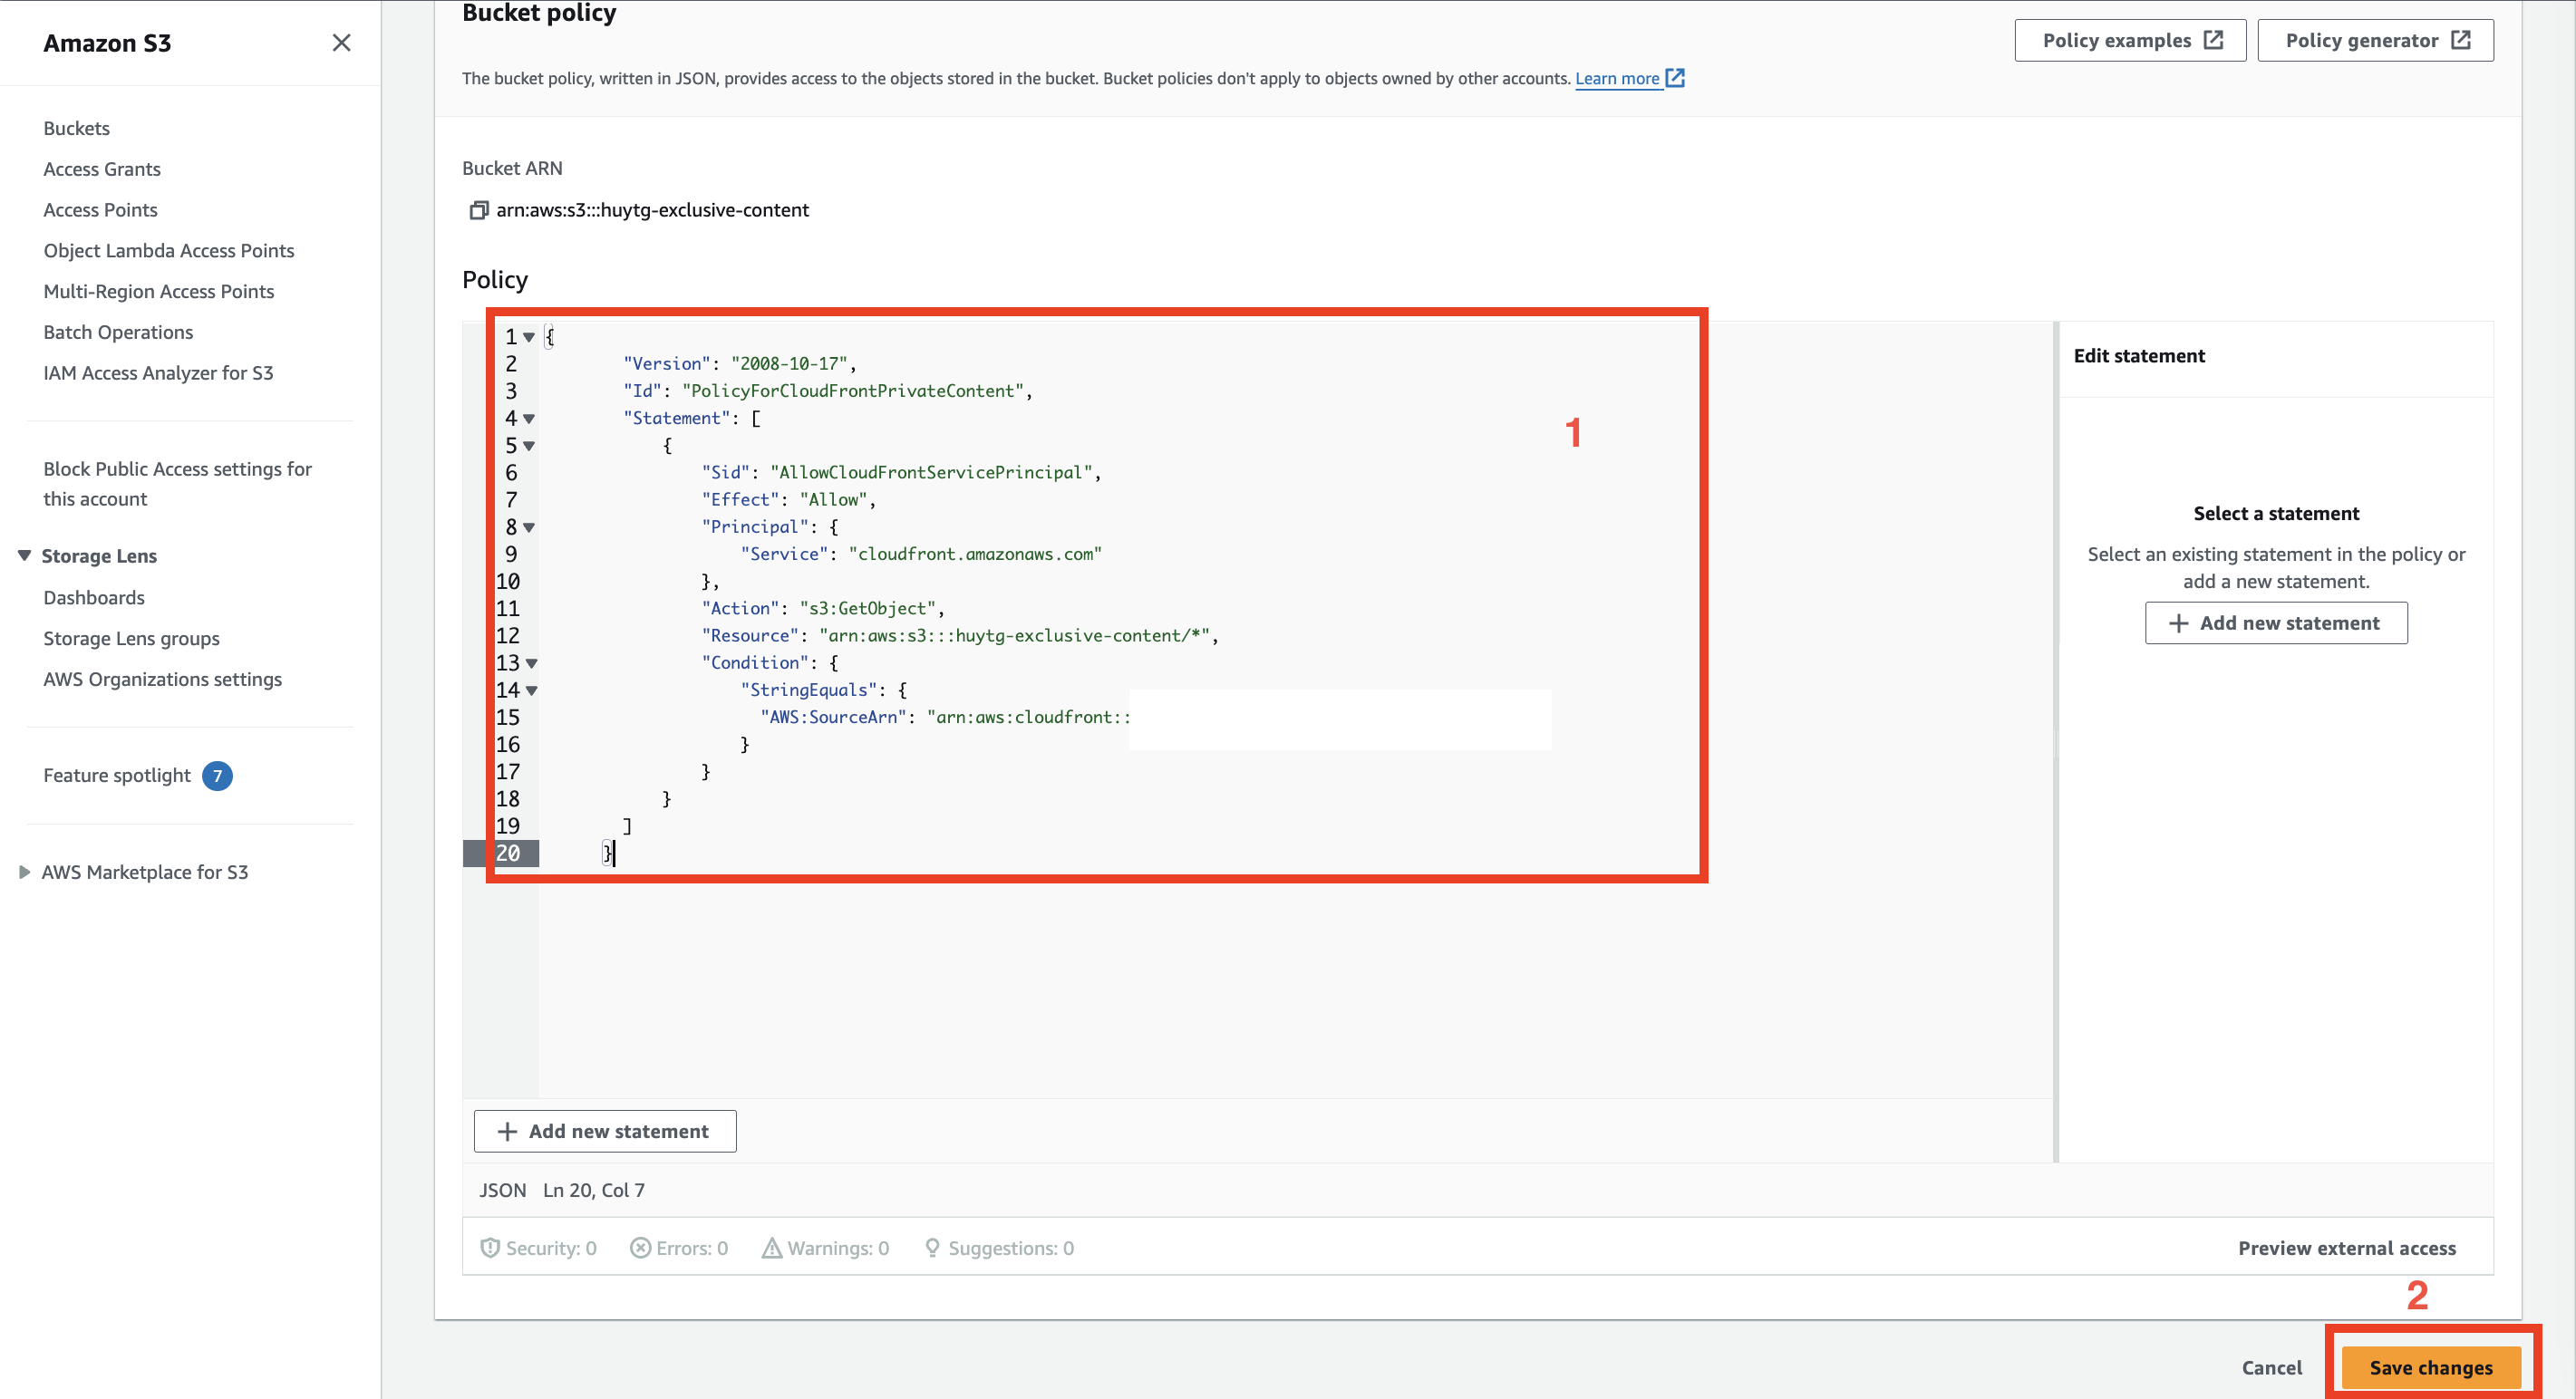 Amazon S3
Buckets
Access Grants
Access Points
Object Lambda Access Points
Multi-Region Access Points
Batch Operations
IAM Access Analyzer for S3
Block Public Access settings for
this account
Storage Lens
Dashboards
Storage Lens groups
AWS Organizations settings
Feature spotlight 7
AWS Marketplace for S3
Bucket policy
Policy examples
Policy generator
The bucket policy, written in JSON, provides access to the objects stored in the bucket. Bucket policies don't apply to objects owned by other accounts. Learn more
Bucket ARN
arn:aws:s3:::huytg-exclusive-content
Policy
1 {
2 "Version": "2008-10-17",
3 "Id": "PolicyForCloudFrontPrivateContent",
4 "Statement": [
5 {
6 "Sid": "AllowCloudFrontServicePrincipal",
7 "Effect": "Allow",
8 "Principal": {
9 "Service": "cloudfront.amazonaws.com"
10 },
11 "Action": "s3:GetObject",
12 "Resource": "arn:aws:s3:::huytg-exclusive-content/*",
13 "Condition": {
14 "StringEquals": {
15 "AWS:SourceArn": "arn:aws:cloudfront::
16 }
17 }
18 }
19 ]
20 }
1
Edit statement
Select a statement
Select an existing statement in the policy or
add a new statement.
+ Add new statement
+ Add new statement
JSON Ln 20, Col 7
Security: 0 Errors: 0 Warnings: 0 Suggestions: 0
Preview external access
2
Cancel
Save changes